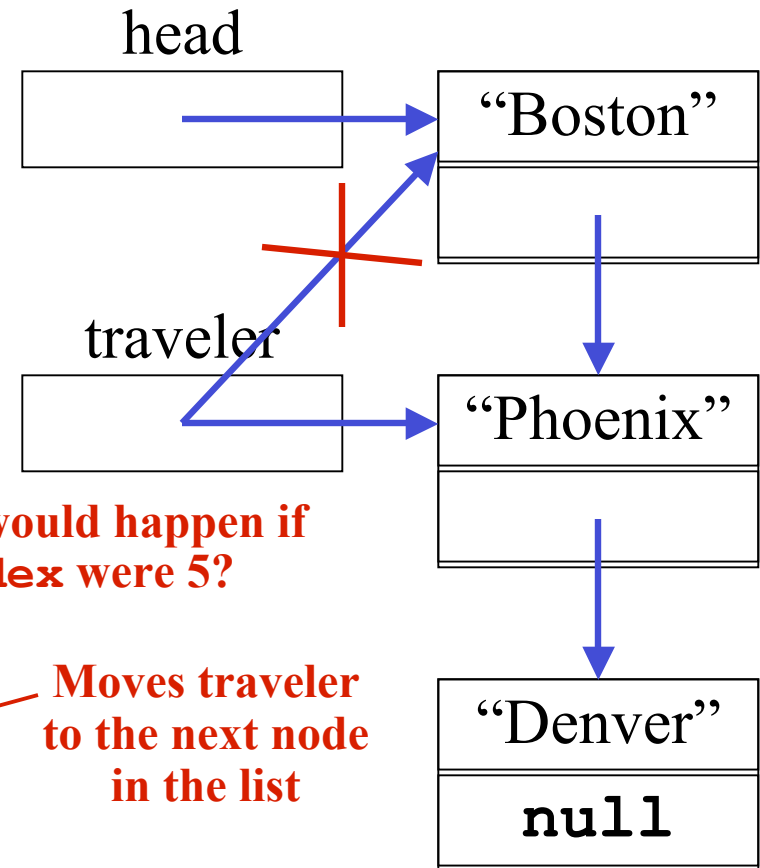 head
“Boston”
traveler
“Phoenix”
would happen if
were 5?
Moves traveler
to the next node
in the list
“Denver”
null